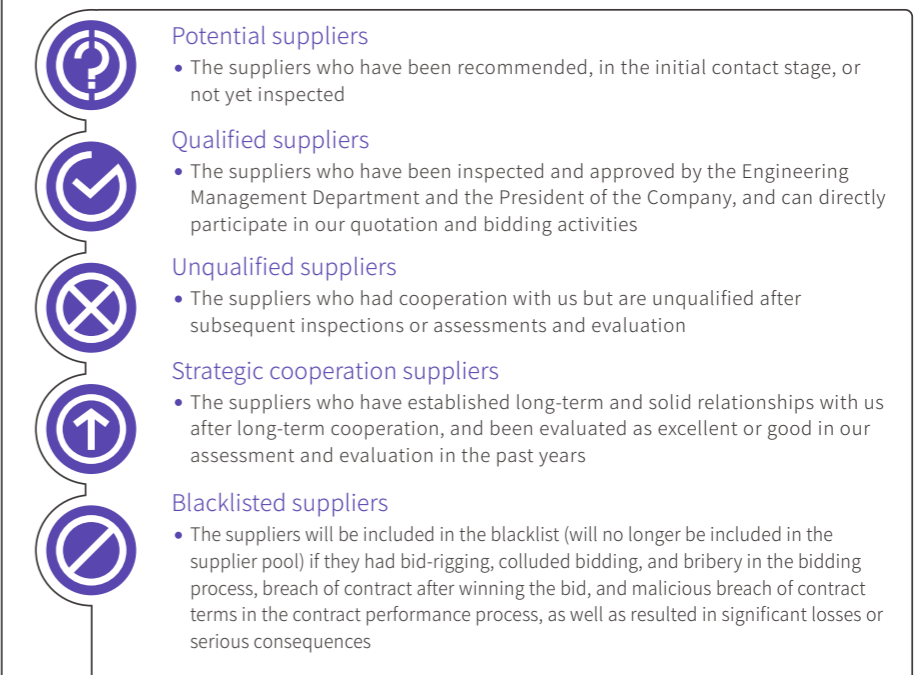 Potential suppliers
• The suppliers who have been recommended, in the initial contact stage, or
not yet inspected
Qualified suppliers
• The suppliers who have been inspected and approved by the Engineering
Management Department and the President of the Company, and can directly
participate in our quotation and bidding activities
Unqualified suppliers
• The suppliers who had cooperation with us but are unqualified after
subsequent inspections or assessments and evaluation
Strategic cooperation suppliers
• The suppliers who have established long-term and solid relationships with us
after long-term cooperation, and been evaluated as excellent or good in our
assessment and evaluation in the past years
Blacklisted suppliers
• The suppliers will be included in the blacklist (will no longer be included in the
supplier pool) if they had bid-rigging, colluded bidding, and bribery in the bidding
process, breach of contract after winning the bid, and malicious breach of contract
terms in the contract performance process, as well as resulted in significant losses or
serious consequences